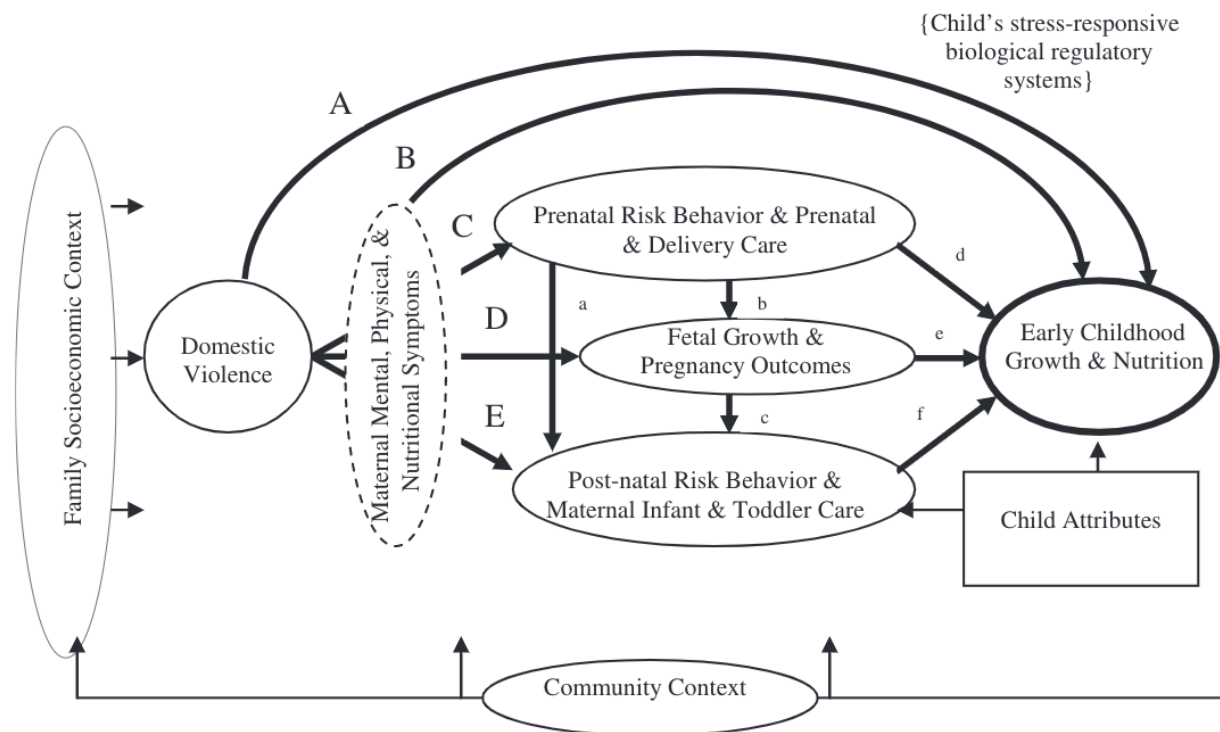 {Child's stress-responsive
biological regulatory
systems}
A
B
C
D
E
Family Socioeconomic Context
Domestic
Violence
Maternal Mental, Physical, &
Nutritional Symptoms
Prenatal Risk Behavior & Prenatal
& Delivery Care
a
b
d
Fetal Growth &
Pregnancy Outcomes
e
c
f
Post-natal Risk Behavior &
Maternal Infant & Toddler Care
Early Childhood
Growth & Nutrition
Child Attributes
Community Context